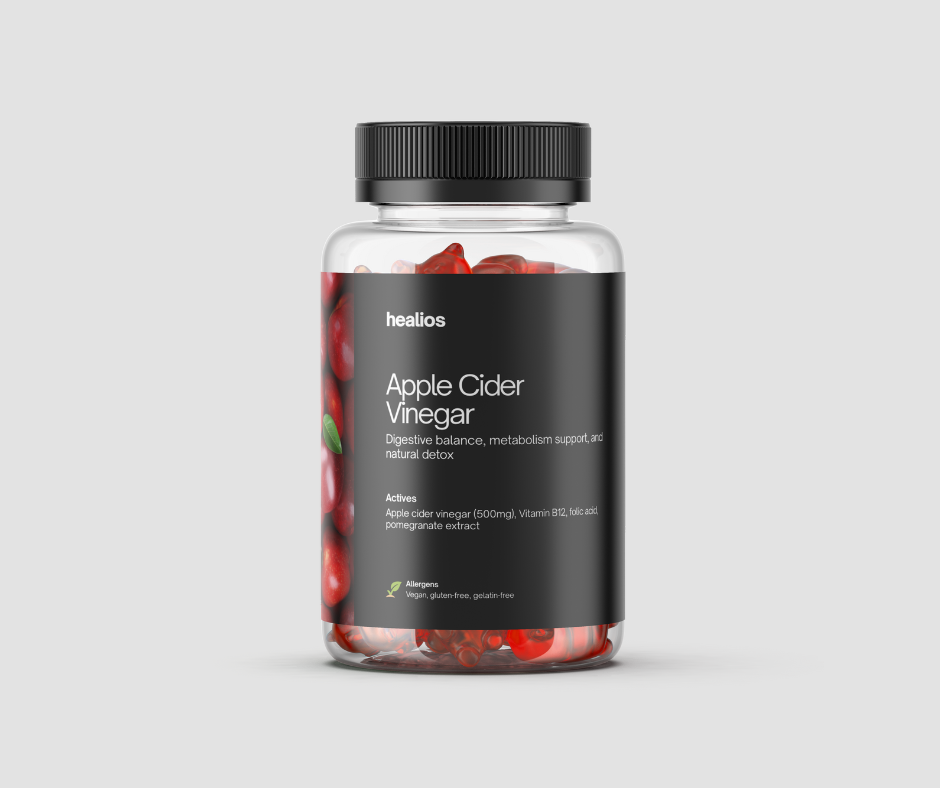 healios
Apple Cider
Vinegar
Digestive balance, metabolism support, and
natural detox
Actives
Apple cider vinegar (500mg), Vitamin B12, folic acid,
pomegranate extract
Allergens
Vegan, gluten-free, gelatin-free